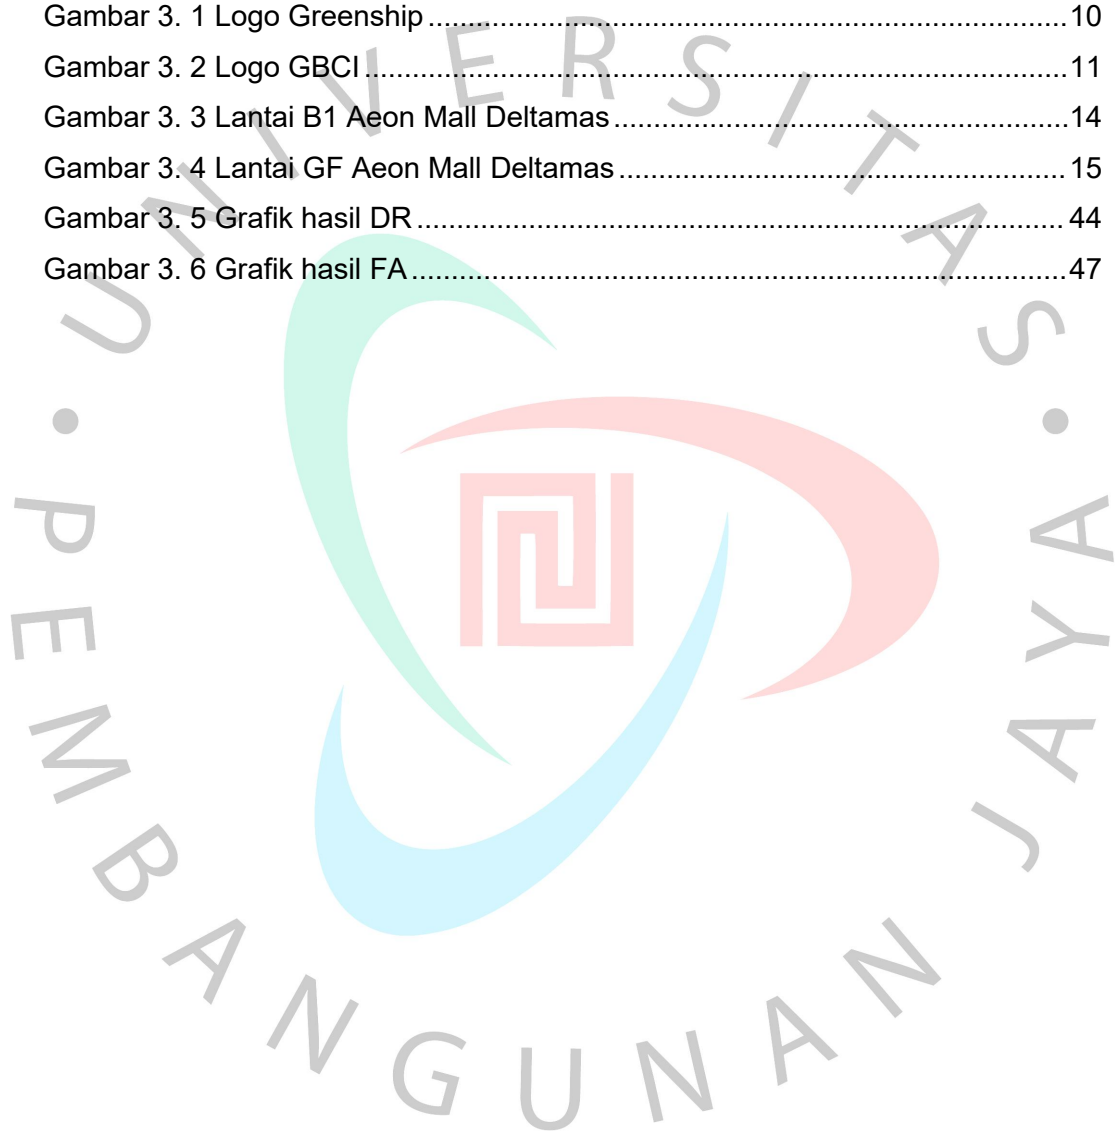 Gambar 3. 1 Logo Greenship ........................................................................... 10
Gambar 3. 2 Logo GBCI ................................................................................... 11
Gambar 3. 3 Lantai B1 Aeon Mall Deltamas ..................................................... 14
Gambar 3. 4 Lantai GF Aeon Mall Deltamas ..................................................... 15
Gambar 3. 5 Grafik hasil DR ............................................................................. 44
Gambar 3. 6 Grafik hasil FA .............................................................................. 47
UNIVERSITAS • PEMBANGUNAN JAYA •